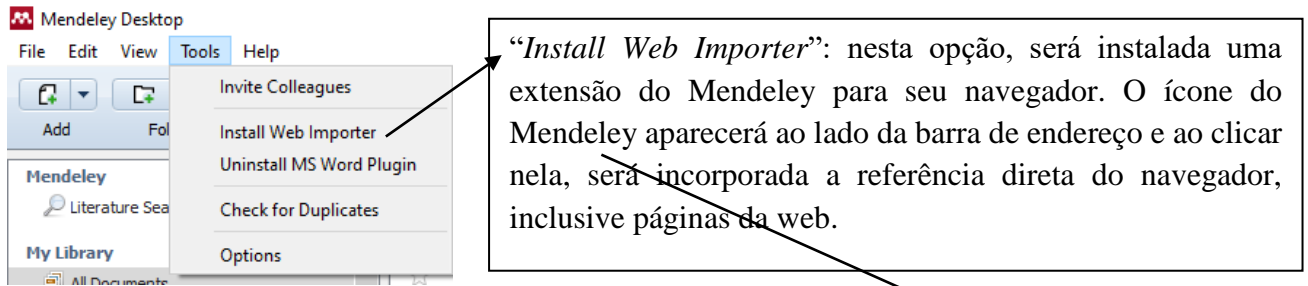 Mendeley Desktop
File Edit View Tools Help
Invite Colleagues
Install Web Importer
Uninstall MS Word Plugin
Check for Duplicates
Options
Add
Fol
Mendeley
Literature Sea
My Library
All Documents
“Install Web Importer”: nesta opção, será instalada uma
extensão do Mendeley para seu navegador. O ícone do
Mendeley aparecerá ao lado da barra de endereço e ao clicar
nela, será incorporada a referência direta do navegador,
inclusive páginas da web.